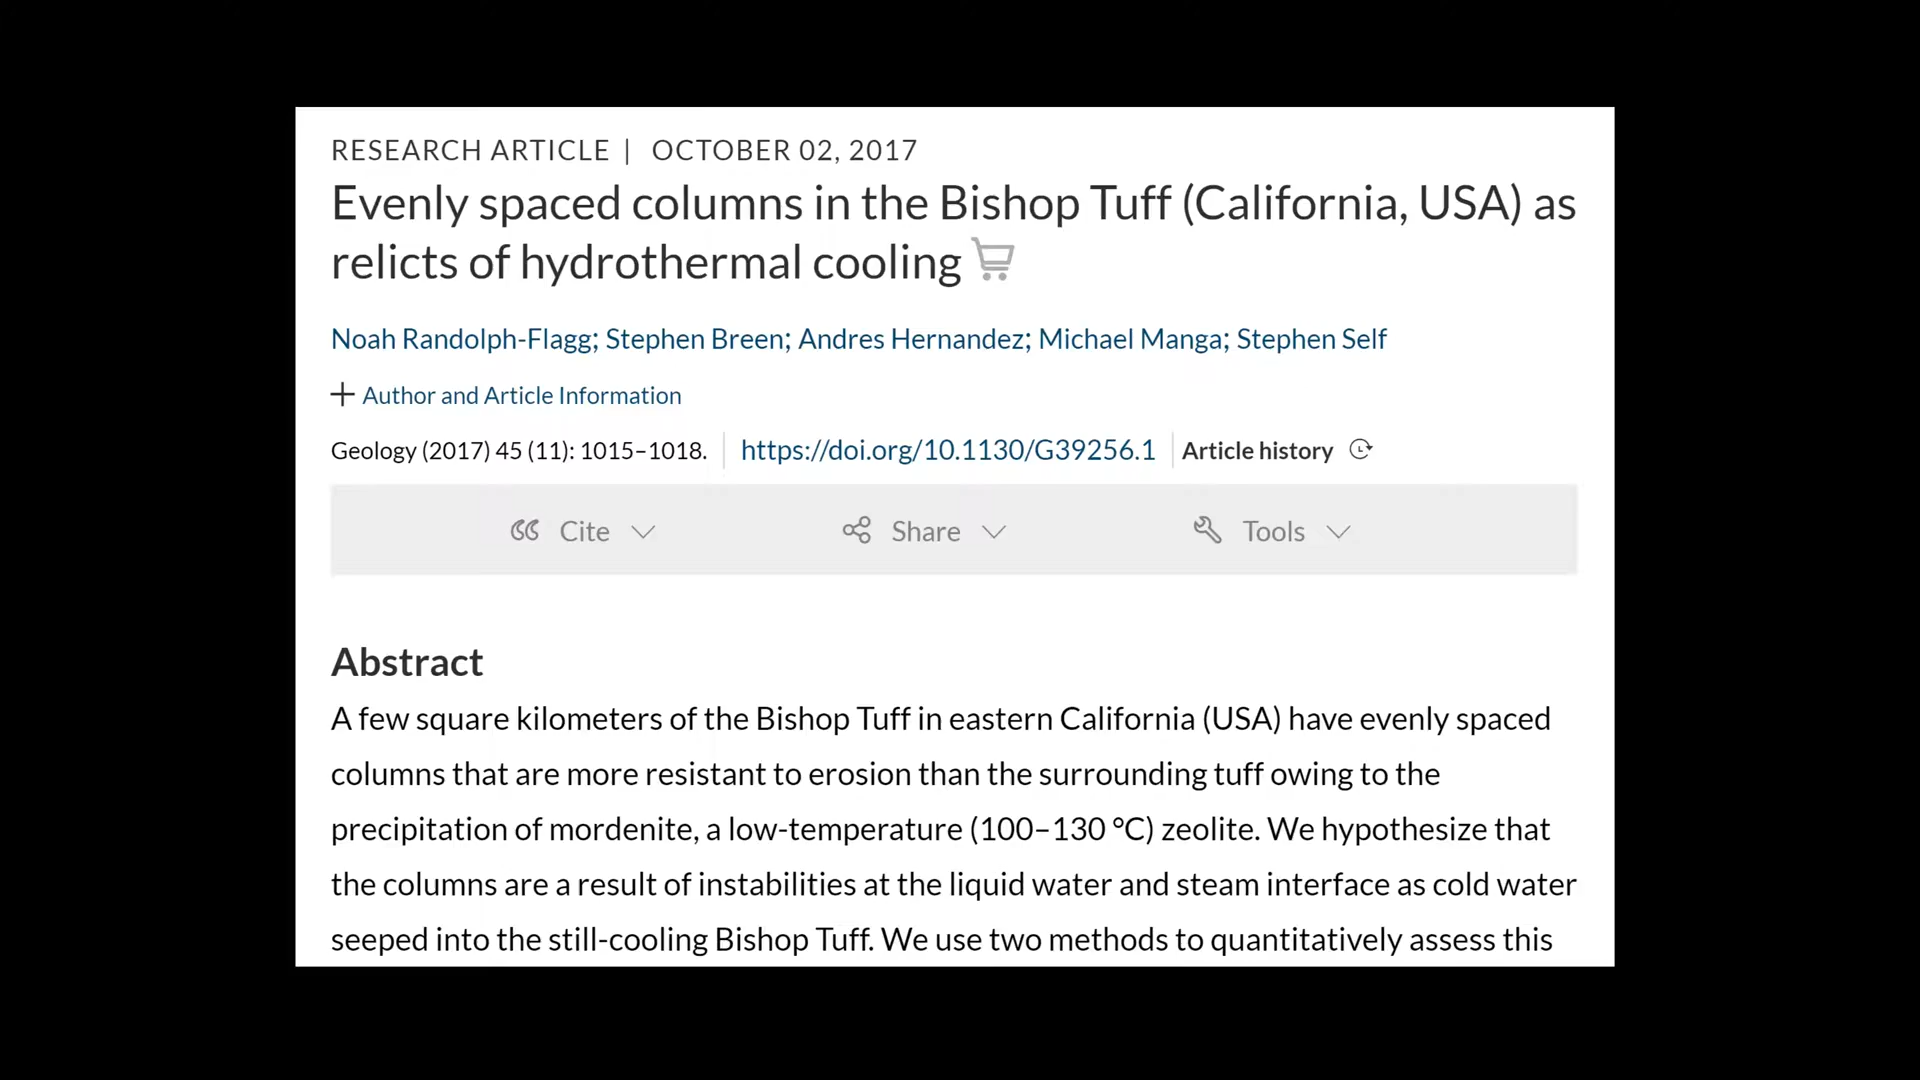 RESEARCH ARTICLE | OCTOBER 02, 2017
Evenly spaced columns in the Bishop Tuff (California, USA) as
relicts of hydrothermal cooling
Noah Randolph-Flagg; Stephen Breen; Andres Hernandez; Michael Manga; Stephen Self
+ Author and Article Information
Geology (2017) 45 (11): 1015–1018. https://doi.org/10.1130/G39256.1 Article history
Cite Share Tools
Abstract
A few square kilometers of the Bishop Tuff in eastern California (USA) have evenly spaced
columns that are more resistant to erosion than the surrounding tuff owing to the
precipitation of mordenite, a low-temperature (100–130 °C) zeolite. We hypothesize that
the columns are a result of instabilities at the liquid water and steam interface as cold water
seeped into the still-cooling Bishop Tuff. We use two methods to quantitatively assess this